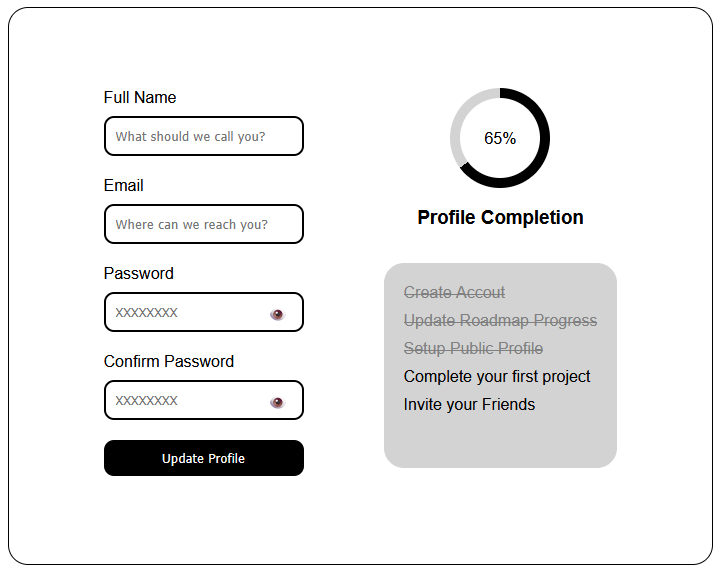 Full Name
What should we call you?
Email
Where can we reach you?
Password
XXXXXXXX
Confirm Password
XXXXXXXX
Update Profile
65%
Profile Completion
Create Accout
Update Roadmap Progress
Setup Public Profile
Complete your first project
Invite your Friends